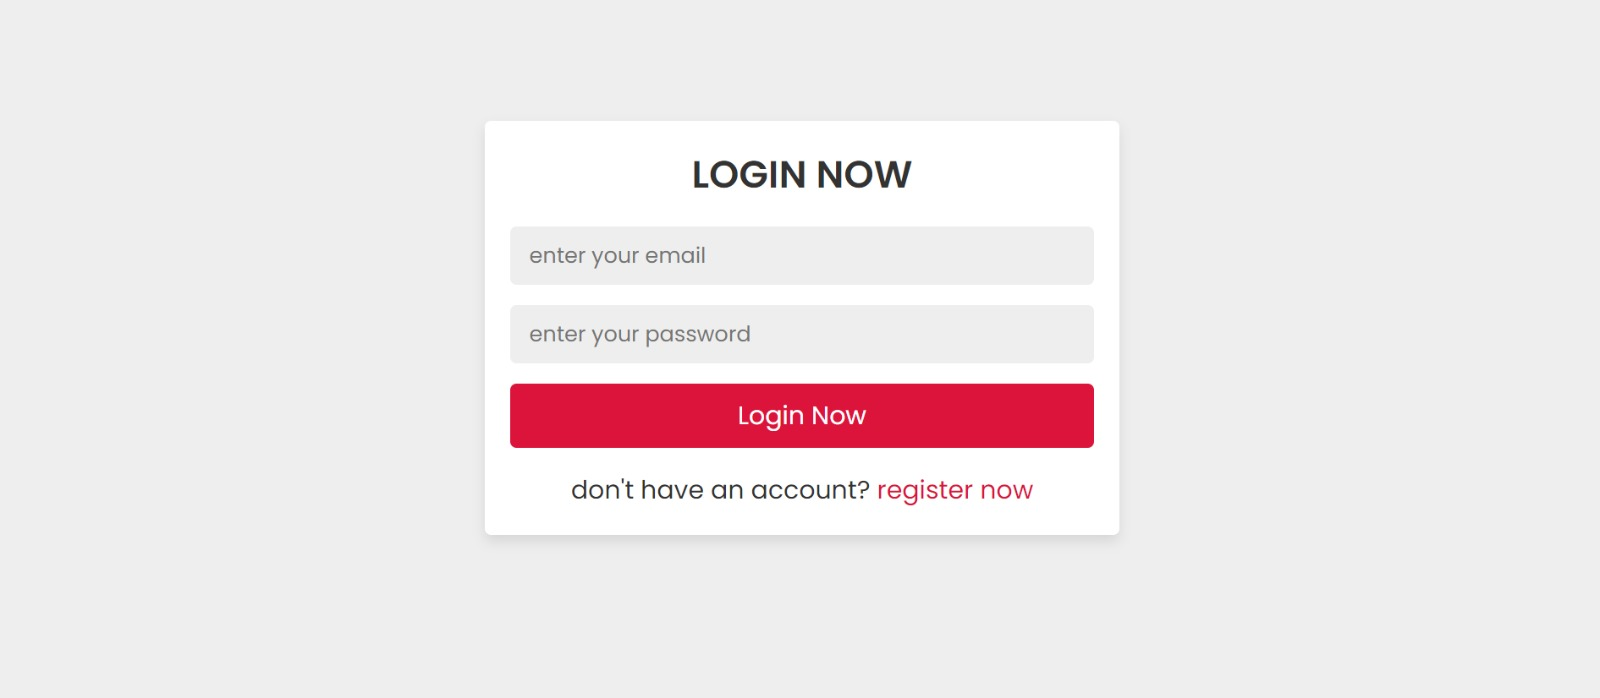 LOGIN NOW
enter your email
enter your password
Login Now
don't have an account? register now